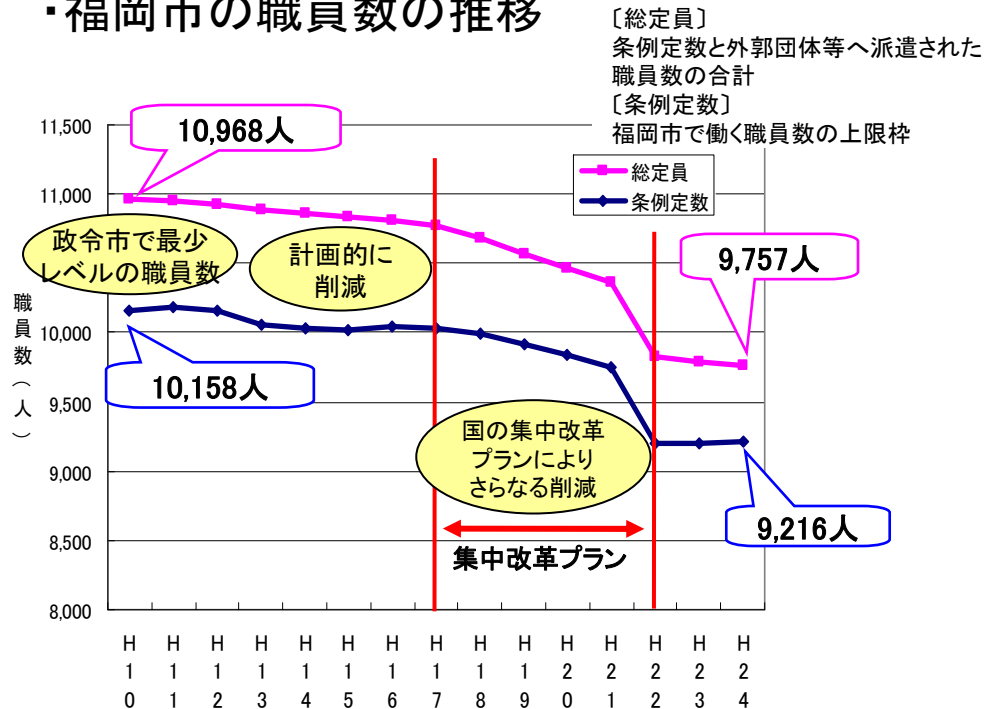 ・福岡市の職員数の推移
〔総定員〕
条例定数と外郭団体等へ派遣された
職員数の合計
〔条例定数〕
福岡市で働く職員数の上限枠
総定員
条例定数
11,500
11,000
10,000
9,500
9,000
8,500
8,000
職員数(人)
10,968人
政令市で最少
レベルの職員数
計画的に
削減
9,757人
10,158人
国の集中改革
プランにより
さらなる削減
集中改革プラン
9,216人
H10 H11 H12 H13 H14 H15 H16 H17 H18 H19 H20 H21 H22 H23 H24